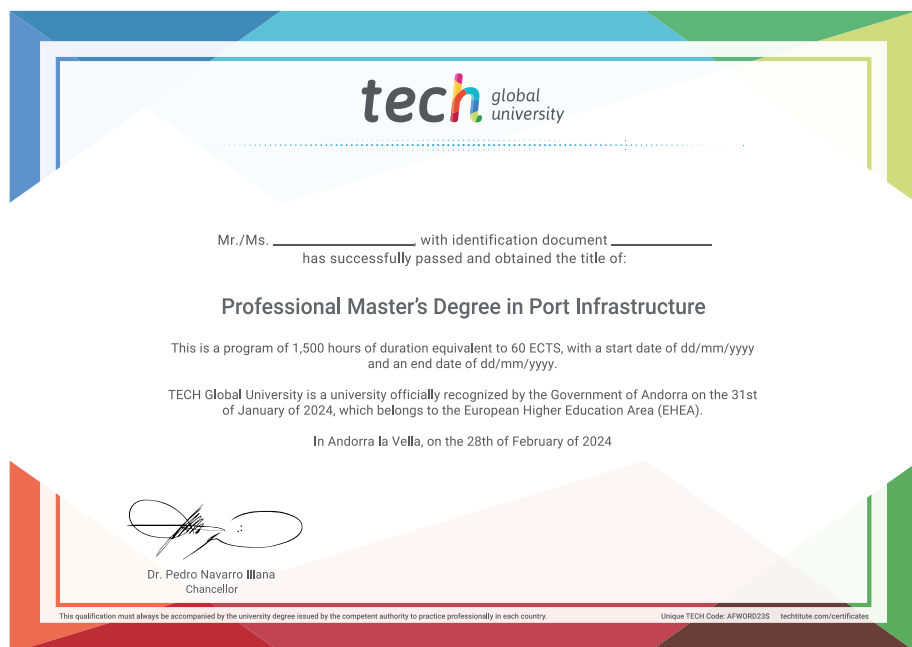 tech global
university
Mr./Ms. ____________, with identification document ____________
has successfully passed and obtained the title of:
Professional Master's Degree in Port Infrastructure
This is a program of 1,500 hours of duration equivalent to 60 ECTS, with a start date of dd/mm/yyyy
and an end date of dd/mm/yyyy.
TECH Global University is a university officially recognized by the Government of Andorra on the 31st
of January of 2024, which belongs to the European Higher Education Area (EHEA).
In Andorra la Vella, on the 28th of February of 2024
Dr. Pedro Navarro Illana
Chancellor
This qualification must always be accompanied by the university degree issued by the competent authority to practice professionally in each country. Unique TECH Code: AFWORD23S techtitute.com/certificates